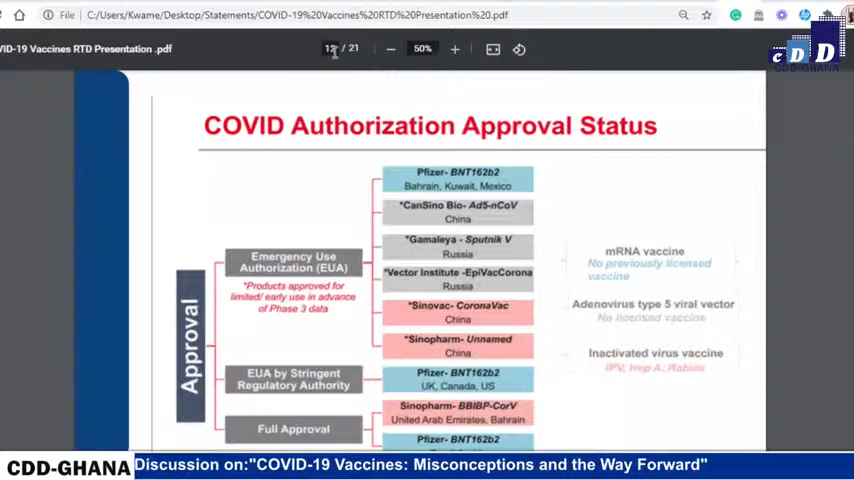 File
C:/Users/Kwame/Desktop/Statements/COVID-19%20Vaccines%20RTD%20Presentation%20.pdf
VID-19 Vaccines RTD Presentation .pdf
12 / 21
50%
CDD
CDD-GHANA
COVID Authorization Approval Status
Approval
Emergency Use
Authorization (EUA)
*Products approved for
limited/ early use in advance
of Phase 3 data
EUA by Stringent
Regulatory Authority
Full Approval
Pfizer- BNT162b2
Bahrain, Kuwait, Mexico
*CanSino Bio- Ad5-nCoV
China
*Gamaleya - Sputnik V
Russia
*Vector Institute -EpiVacCorona
Russia
*Sinovac- CoronaVac
China
*Sinopharm- Unnamed
China
Pfizer- BNT162b2
UK, Canada, US
Sinopharm- BBIBP-CorV
United Arab Emirates, Bahrain
Pfizer- BNT162b2
mRNA vaccine
No previously licensed
vaccine
Adenovirus type 5 viral vector
No licensed vaccine
Inactivated virus vaccine
IPV, Hep A, Rabies
CDD-GHANA
Discussion on:"COVID-19 Vaccines: Misconceptions and the Way Forward"